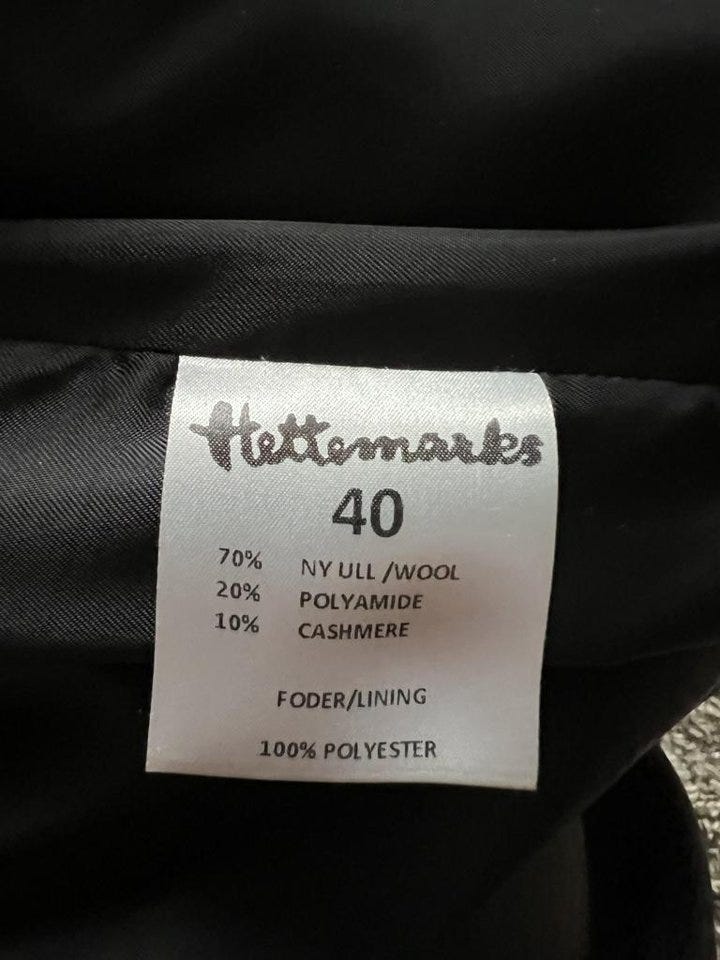 Hettemarks
40
70% NY ULL /WOOL
20% POLYAMIDE
10% CASHMERE
FODER/LINING
100% POLYESTER